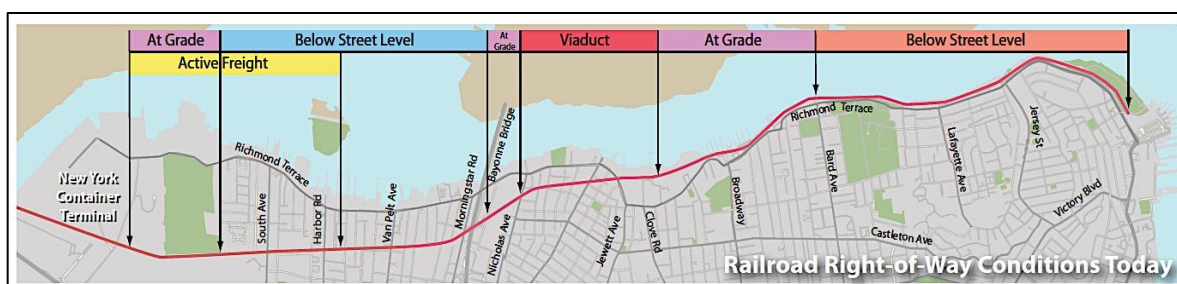 At Grade
Below Street Level
At
Grade
Viaduct
At Grade
Below Street Level
Active Freight
New York
Container
Terminal
Richmond Terrace
South Ave
Harbor Rd
Van Pelt Ave
Morningstar Rd
Bayonne Bridge
Nicholas Ave
Jewett Ave
Clove Rd
Broadway
Richmond Terrace
Bard Ave
Castleton Ave
Lafayette Ave
Jersey St
Victory Blvd
Railroad Right-of-Way Conditions Today